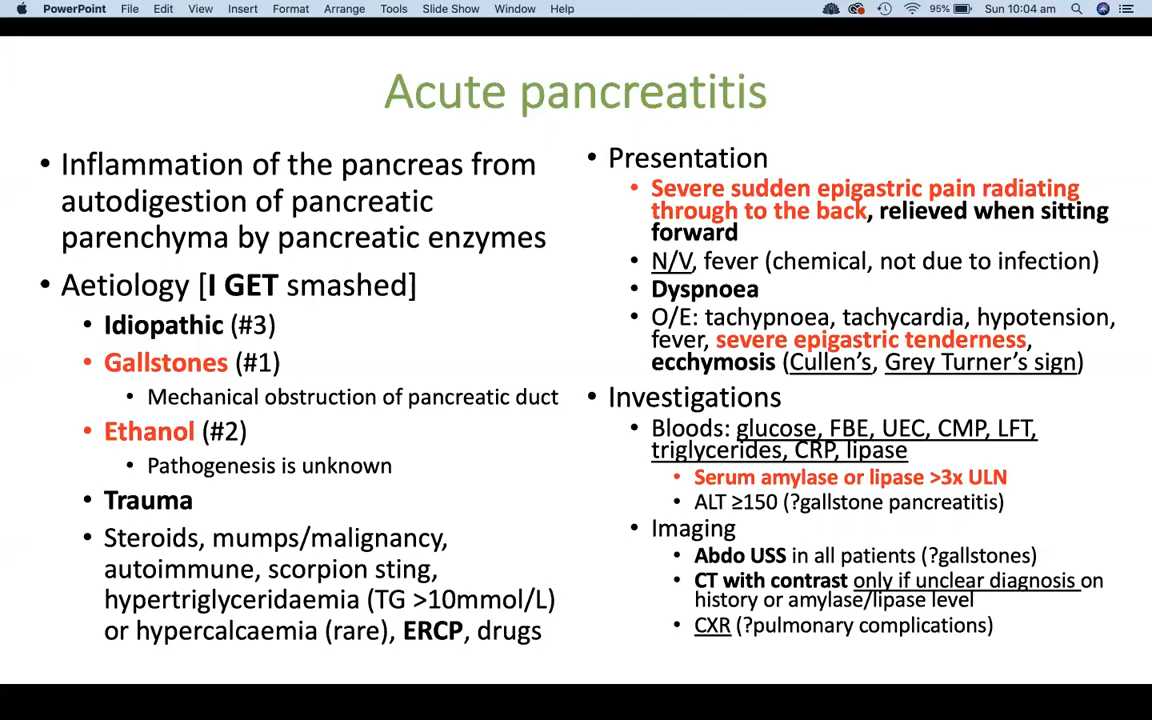 PowerPoint File Edit View Insert Format Arrange Tools Slide Show Window Help 95% Sun 10:04 am
Acute pancreatitis
• Inflammation of the pancreas from
autodigestion of pancreatic
parenchyma by pancreatic enzymes
• Aetiology [I GET smashed]
• Idiopathic (#3)
• Gallstones (#1)
• Mechanical obstruction of pancreatic duct
• Ethanol (#2)
• Pathogenesis is unknown
• Trauma
• Steroids, mumps/malignancy,
autoimmune, scorpion sting,
hypertriglyceridaemia (TG >10mmol/L)
or hypercalcaemia (rare), ERCP, drugs
• Presentation
• Severe sudden epigastric pain radiating
through to the back, relieved when sitting
forward
• N/V, fever (chemical, not due to infection)
• Dyspnoea
• O/E: tachypnoea, tachycardia, hypotension,
fever, severe epigastric tenderness,
ecchymosis (Cullen's, Grey Turner's sign)
• Investigations
• Bloods: glucose, FBE, UEC, CMP, LFT,
triglycerides, CRP, lipase
• Serum amylase or lipase >3x ULN
• ALT ≥150 (?gallstone pancreatitis)
• Imaging
• Abdo USS in all patients (?gallstones)
• CT with contrast only if unclear diagnosis on
history or amylase/lipase level
• CXR (?pulmonary complications)